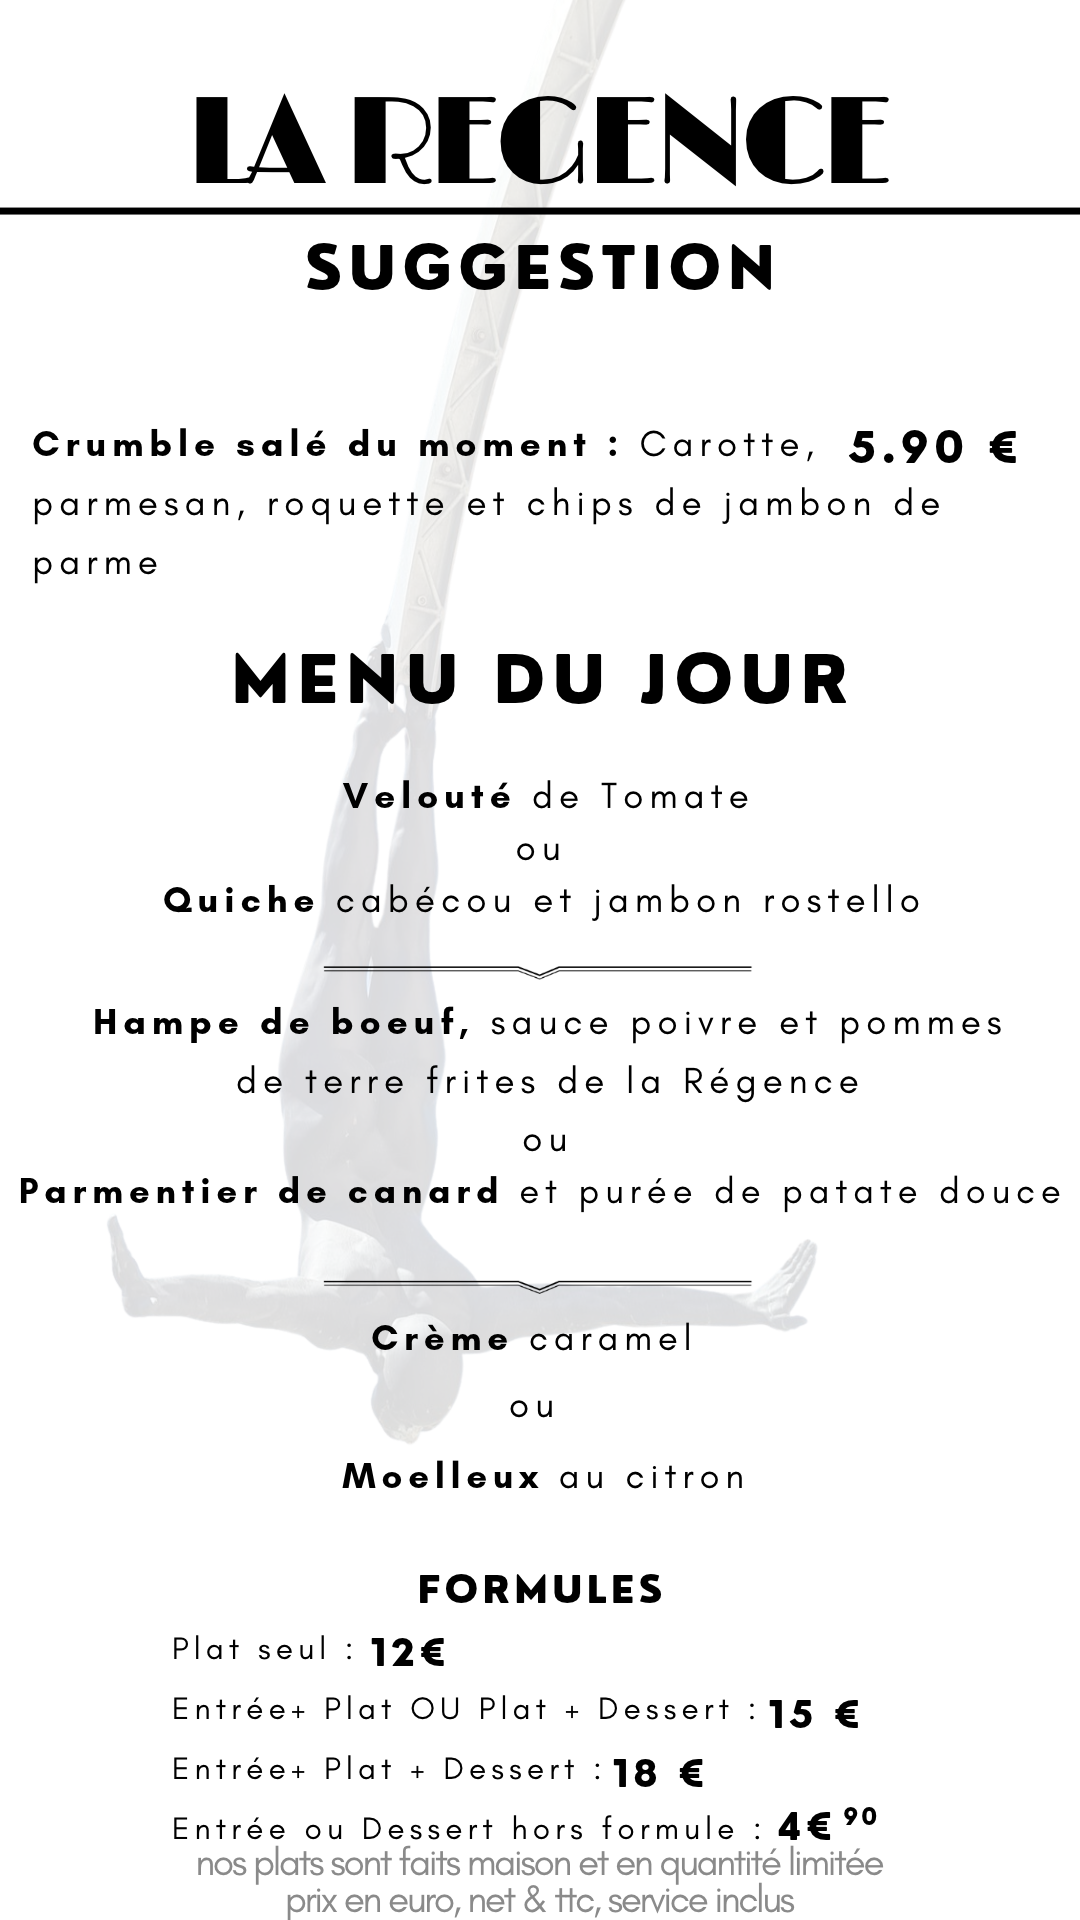 LA REGENCE
SUGGESTION
Crumble salé du moment : Carotte, 5.90 €
parmesan, roquette et chips de jambon de
parme
MENU DU JOUR
Velouté de Tomate
ou
Quiche cabécou et jambon rostello
Hampe de boeuf, sauce poivre et pommes
de terre frites de la Régence
ou
Parmentier de canard et purée de patate douce
Crème caramel
ou
Moelleux au citron
FORMULES
Plat seul : 12€
Entrée+ Plat OU Plat + Dessert : 15 €
Entrée+ Plat + Dessert : 18 €
Entrée ou Dessert hors formule : 4€ 90
nos plats sont faits maison et en quantité limitée
prix en euro, net & ttc, service inclus